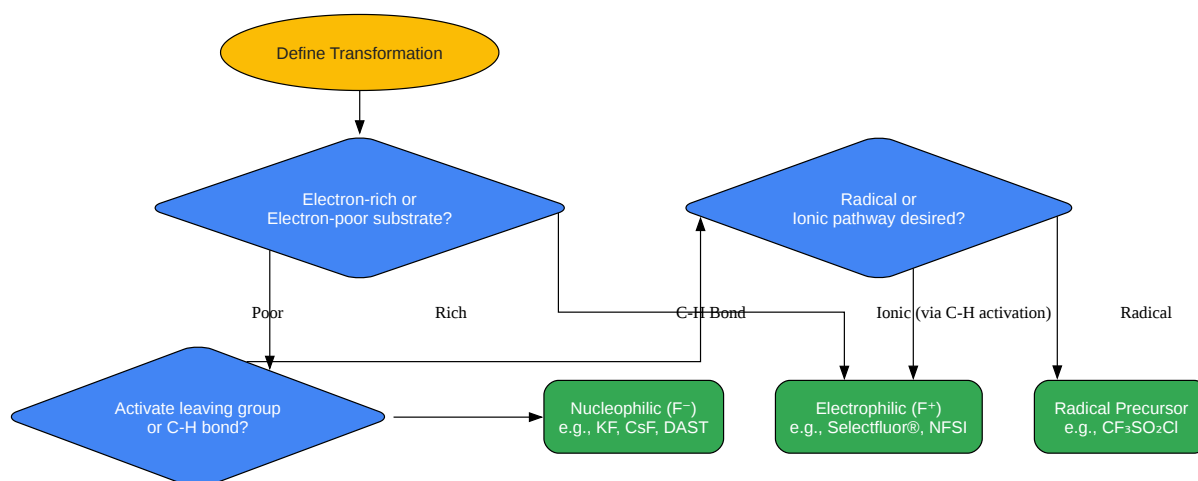 Define Transformation
Electron-rich or
Electron-poor substrate?
Radical or
Ionic pathway desired?
Poor
Rich
C-H Bond
Ionic (via C-H activation)
Radical
Activate leaving group
or C-H bond?
Nucleophilic (F⁻)
e.g., KF, CsF, DAST
Electrophilic (F⁺)
e.g., Selectfluor®, NFSI
Radical Precursor
e.g., CF₃SO₂Cl